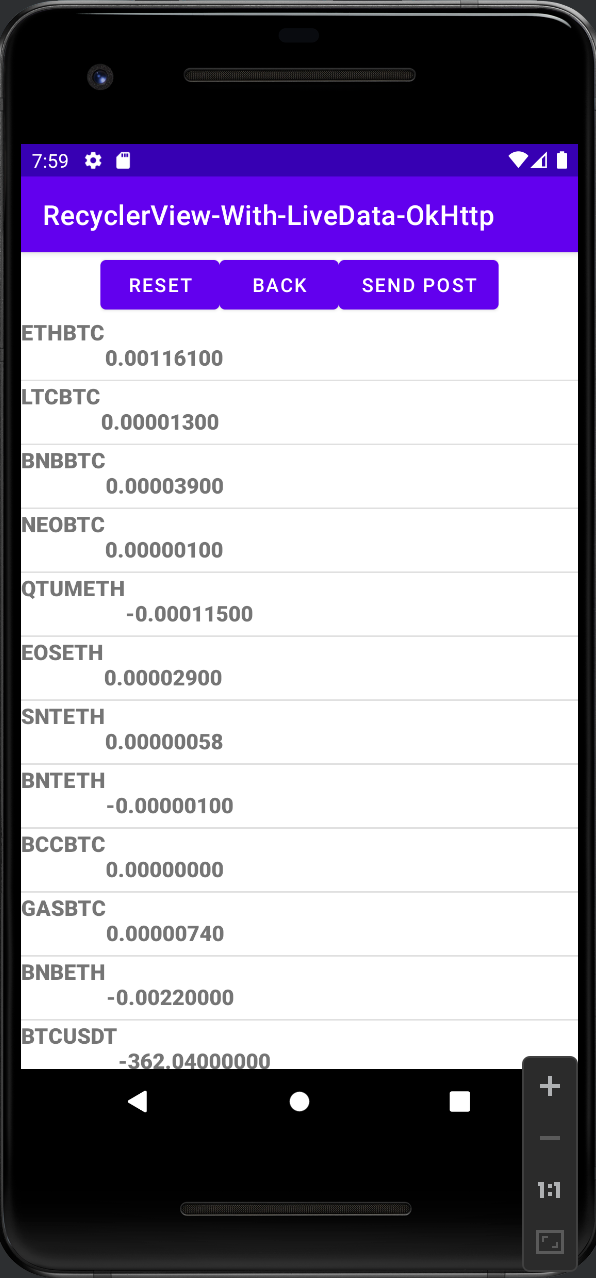 7:59
RecyclerView-With-LiveData-OkHttp
RESET BACK SEND POST
ETHBTC
0.00116100
LTCBTC
0.00001300
BNBBTC
0.00003900
NEOBTC
0.00000100
QTUMETH
-0.00011500
EOSETH
0.00002900
SNTETH
0.00000058
BNTETH
-0.00000100
BCCBTC
0.00000000
GASBTC
0.00000740
BNBETH
-0.00220000
BTCUSDT
-362.04000000
1:1